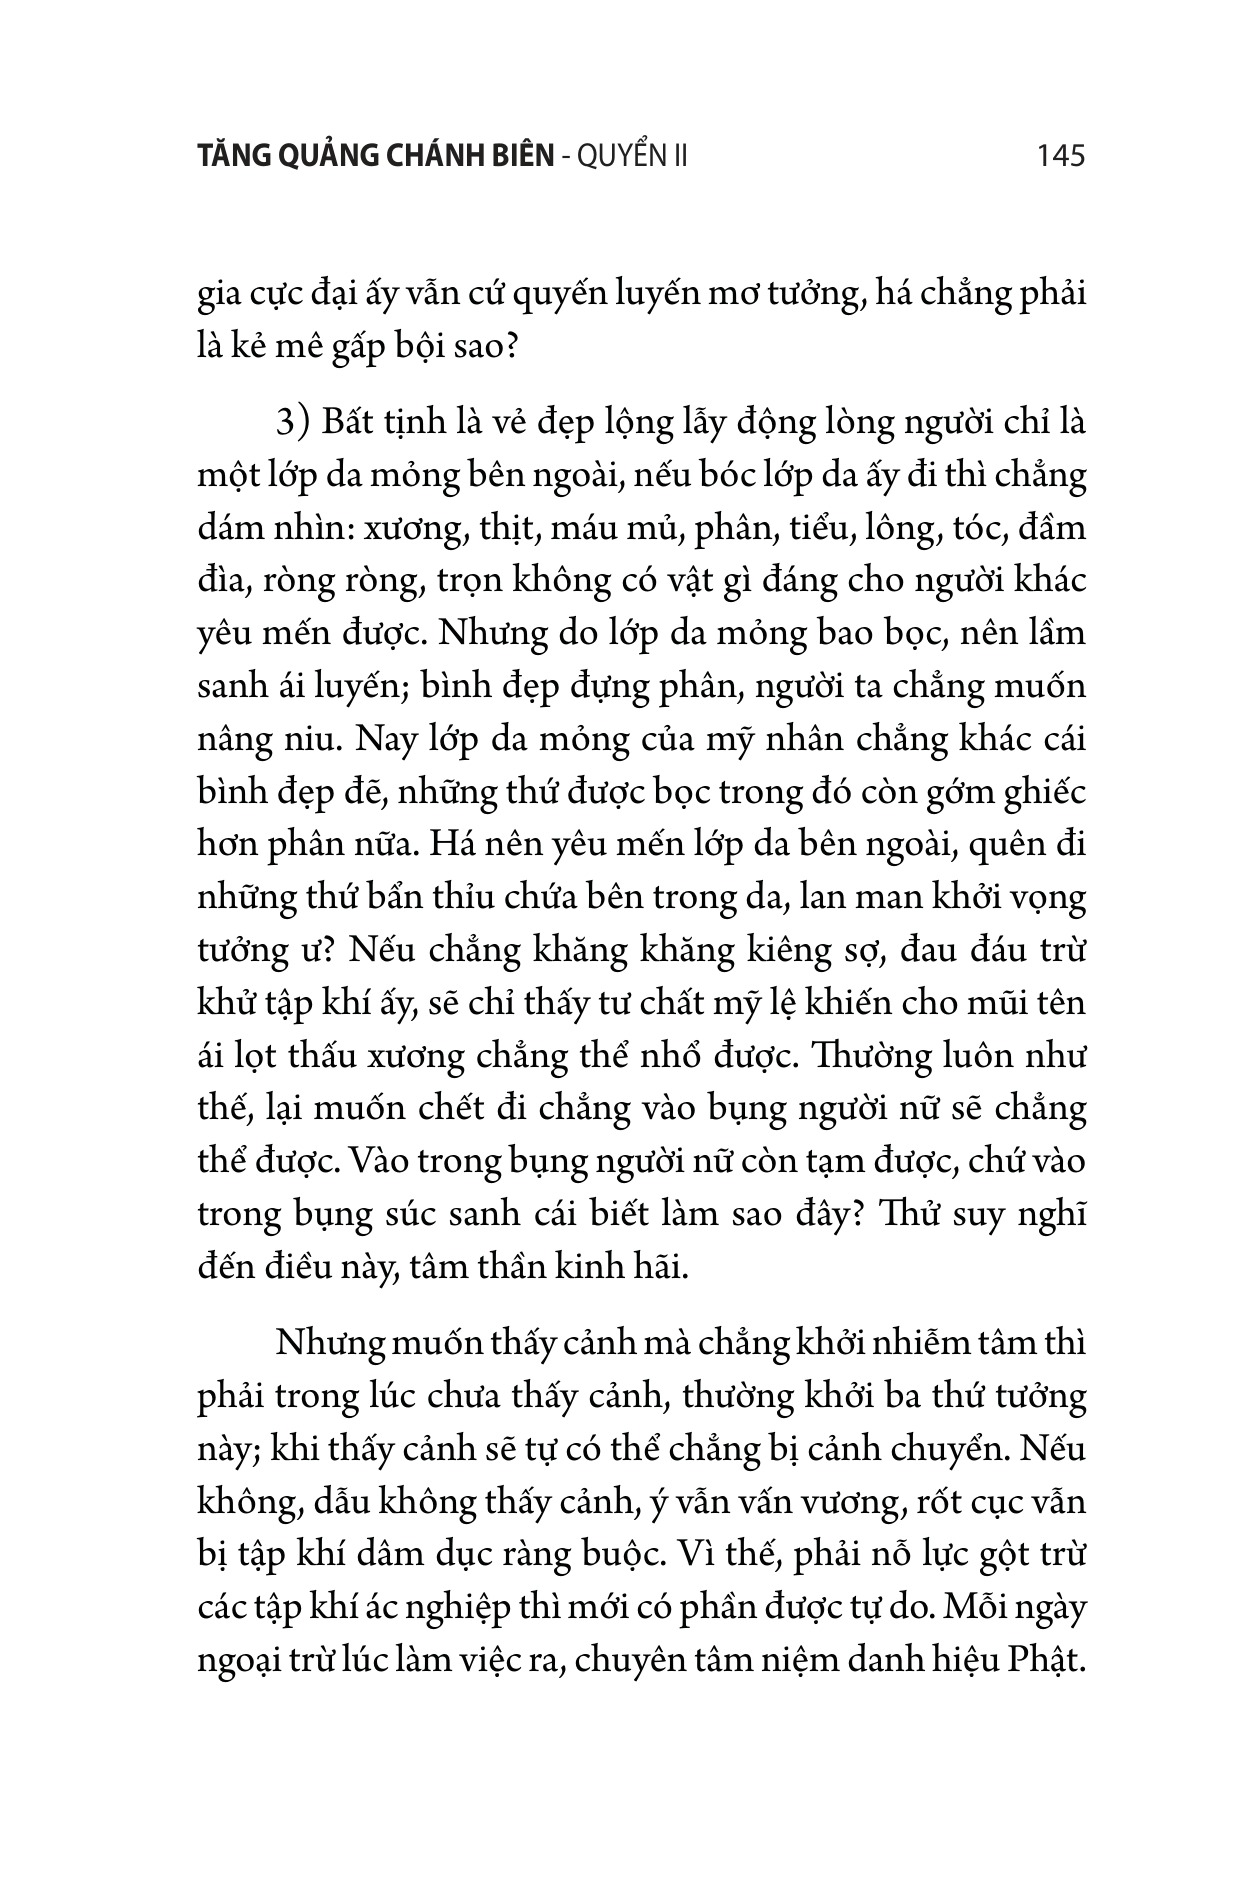 TĂNG QUẢNG CHÁNH BIÊN - QUYỂN II 145
gia cực đại ấy vẫn cứ quyến luyến mơ tưởng, há chẳng phải
là kẻ mê gấp bội sao?
3) Bất tịnh là vẻ đẹp lộng lẫy động lòng người chỉ là
một lớp da mỏng bên ngoài, nếu bóc lớp da ấy đi thì chẳng
dám nhìn: xương, thịt, máu mủ, phân, tiểu, lông, tóc, đầm
đìa, ròng ròng, trọn không có vật gì đáng cho người khác
yêu mến được. Nhưng do lớp da mỏng bao bọc, nên lầm
sanh ái luyến; bình đẹp đựng phân, người ta chẳng muốn
nâng niu. Nay lớp da mỏng của mỹ nhân chẳng khác cái
bình đẹp đẽ, những thứ được bọc trong đó còn gớm ghiếc
hơn phân nữa. Há nên yêu mến lớp da bên ngoài, quên đi
những thứ bẩn thỉu chứa bên trong da, lan man khởi vọng
tưởng ư? Nếu chẳng khăng khăng kiêng sợ, đau đáu trừ
khử tập khí ấy, sẽ chỉ thấy tư chất mỹ lệ khiến cho mũi tên
ái lọt thấu xương chẳng thể nhổ được. Thường luôn như
thế, lại muốn chết đi chẳng vào bụng người nữ sẽ chẳng
thể được. Vào trong bụng người nữ còn tạm được, chứ vào
trong bụng súc sanh cái biết làm sao đây? Thử suy nghĩ
đến điều này, tâm thần kinh hãi.
Nhưng muốn thấy cảnh mà chẳng khởi nhiễm tâm thì
phải trong lúc chưa thấy cảnh, thường khởi ba thứ tưởng
này; khi thấy cảnh sẽ tự có thể chẳng bị cảnh chuyển. Nếu
không, dẫu không thấy cảnh, ý vẫn vấn vương, rốt cục vẫn
bị tập khí dâm dục ràng buộc. Vì thế, phải nỗ lực gột trừ
các tập khí ác nghiệp thì mới có phần được tự do. Mỗi ngày
ngoại trừ lúc làm việc ra, chuyên tâm niệm danh hiệu Phật.